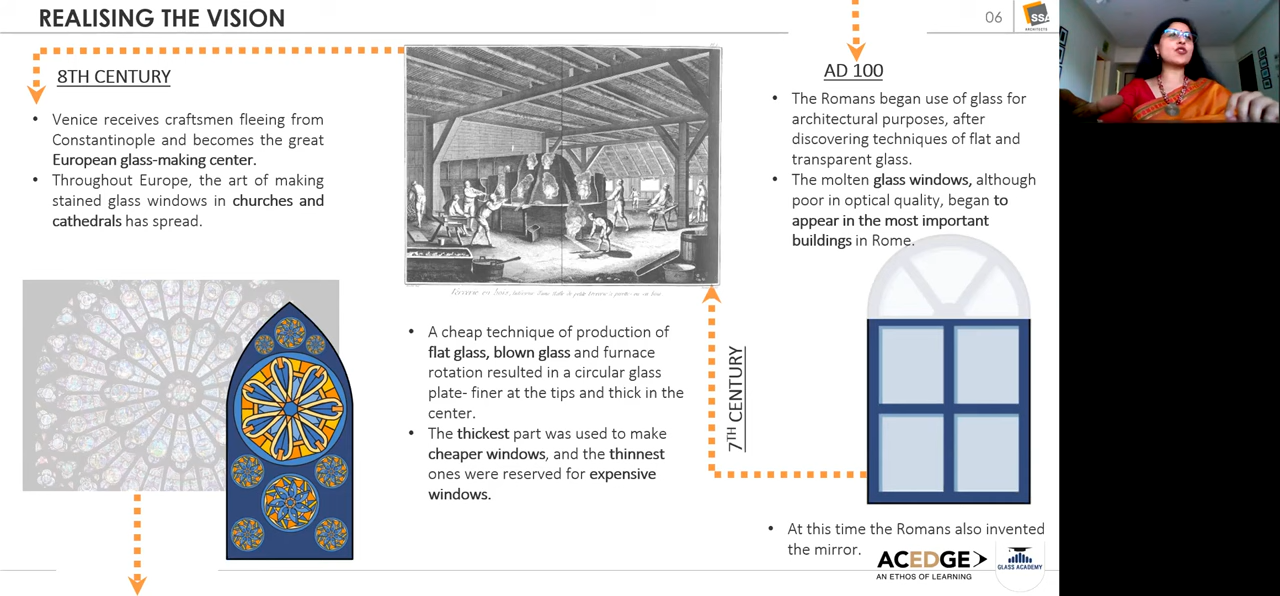 REALISING THE VISION
06
SSA
ARCHITECTS
8TH CENTURY
• Venice receives craftsmen fleeing from
Constantinople and becomes the great
European glass-making center.
• Throughout Europe, the art of making
stained glass windows in churches and
cathedrals has spread.
• A cheap technique of production of
flat glass, blown glass and furnace
rotation resulted in a circular glass
plate- finer at the tips and thick in the
center.
• The thickest part was used to make
cheaper windows, and the thinnest
ones were reserved for expensive
windows.
7TH CENTURY
AD 100
• The Romans began use of glass for
architectural purposes, after
discovering techniques of flat and
transparent glass.
• The molten glass windows, although
poor in optical quality, began to
appear in the most important
buildings in Rome.
• At this time the Romans also invented
the mirror.
ACEDGE
AN ETHOS OF LEARNING
GLASS ACADEMY